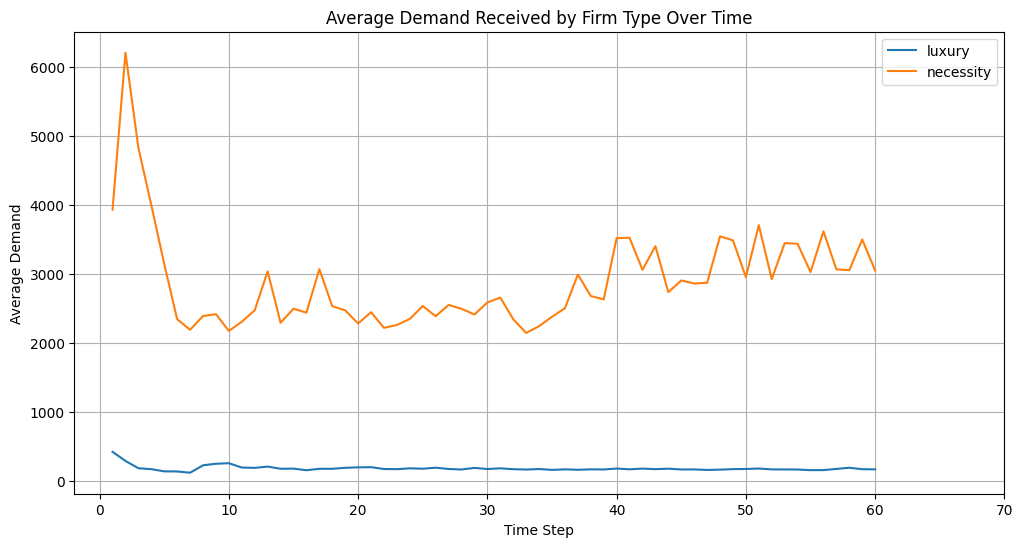 Average Demand Received by Firm Type Over Time
luxury
necessity
Average Demand
6000
5000
4000
3000
2000
1000
0
0 10 20 30 40 50 60 70
Time Step